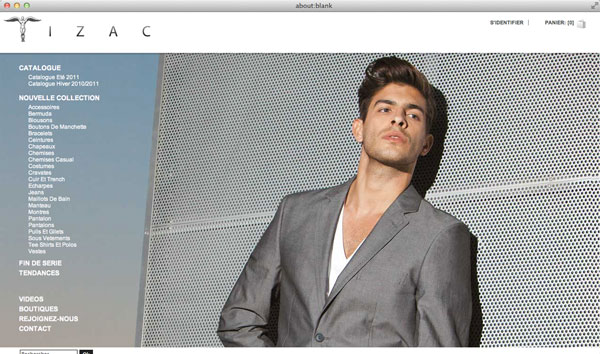 about:blank
IZAC
S'IDENTIFIER | PANIER: [0]
CATALOGUE
Catalogue Eté 2011
Catalogue Hiver 2010/2011
NOUVELLE COLLECTION
Accessoires
Bermuda
Blousons
Boutons De Manchette
Bracelets
Ceintures
Chapeaux
Chemises
Chemises Casual
Costumes
Cravates
Cuir Et Trench
Echarpes
Jeans
Maillots De Bain
Manteau
Montres
Pantalon
Pantalons
Pulls Et Gilets
Sous Vetements
Tee Shirts Et Polos
Vestes
FIN DE SERIE
TENDANCES
VIDEOS
BOUTIQUES
REJOIGNEZ-NOUS
CONTACT